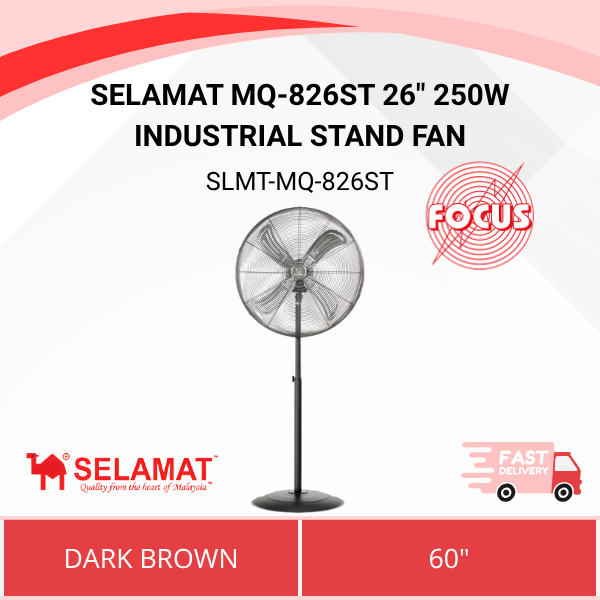 SELAMAT MQ-826ST 26" 250W
INDUSTRIAL STAND FAN
SLMT-MQ-826ST
FOCUS
SELAMAT™
Quality from the heart of Malaysia
FAST
DELIVERY
DARK BROWN
60"